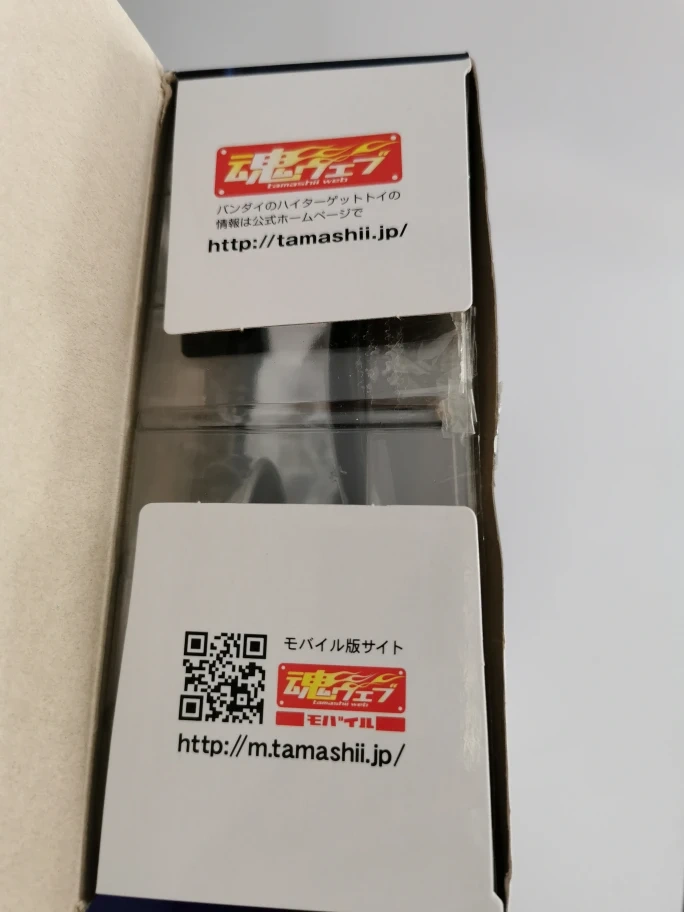 魂ウェブ
tamashii web
バンダイのハイターゲットトイの
情報は公式ホームページで
http://tamashii.jp/
モバイル版サイト
魂ウェブ
tamashii web
モバイル
http://m.tamashii.jp/